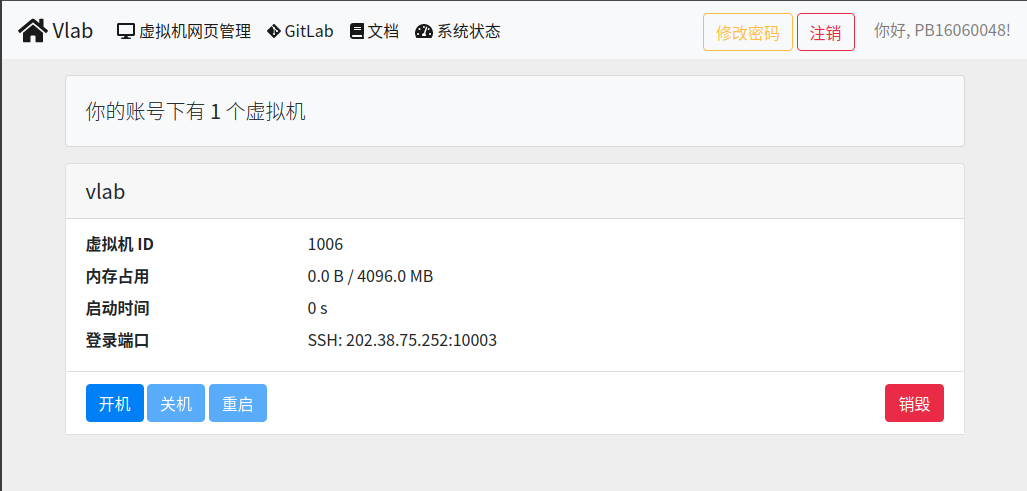 Vlab 虚拟机网页管理 GitLab 文档 系统状态 修改密码 注销 你好, PB16060048!
你的账号下有 1 个虚拟机
vlab
虚拟机 ID 1006
内存占用 0.0 B / 4096.0 MB
启动时间 0 s
登录端口 SSH: 202.38.75.252:10003
开机 关机 重启 销毁